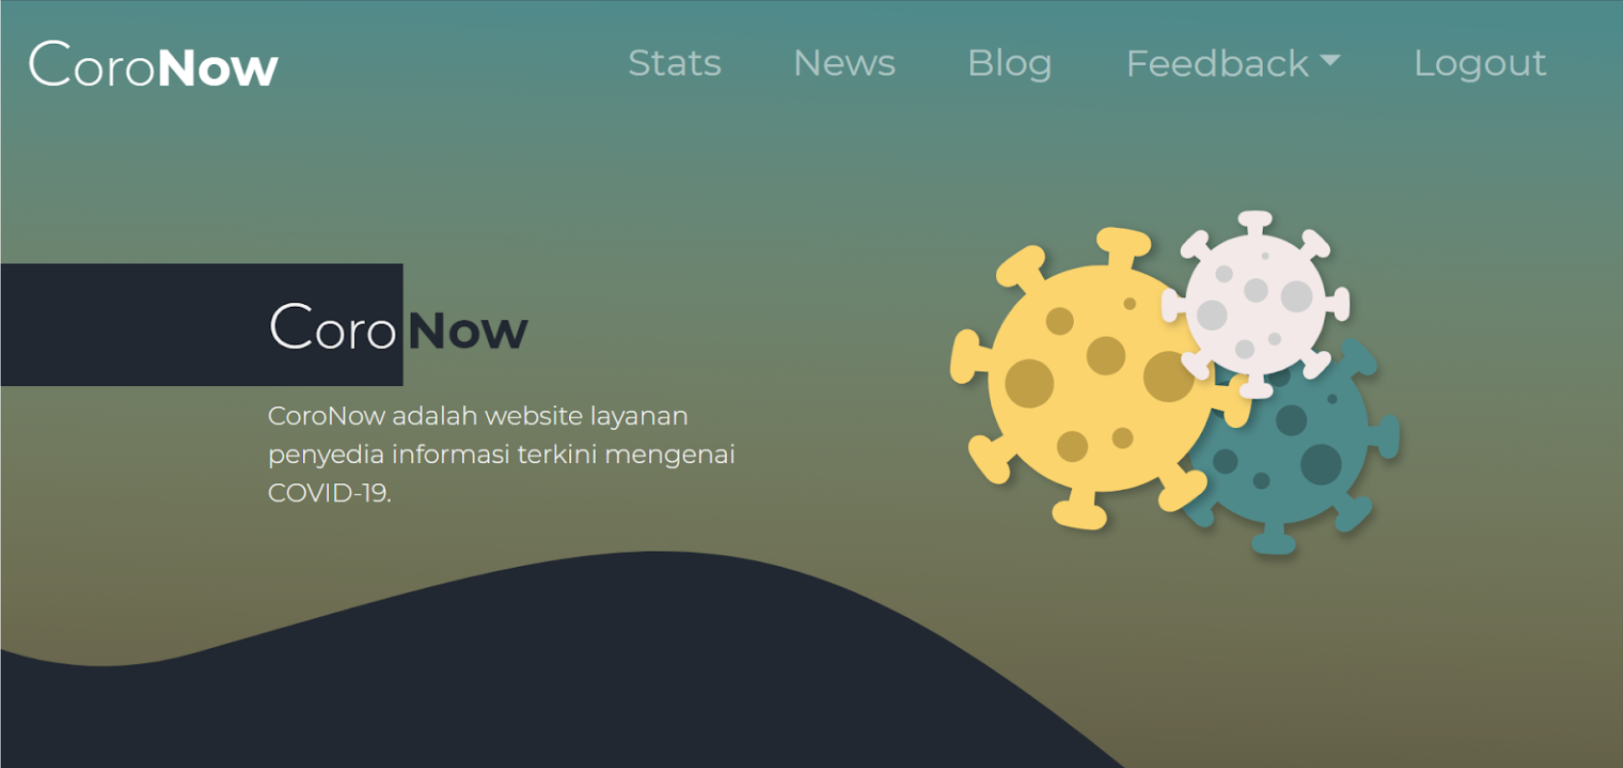 CoroNow
Stats News Blog Feedback Logout
CoroNow
CoroNow adalah website layanan
penyedia informasi terkini mengenai
COVID-19.